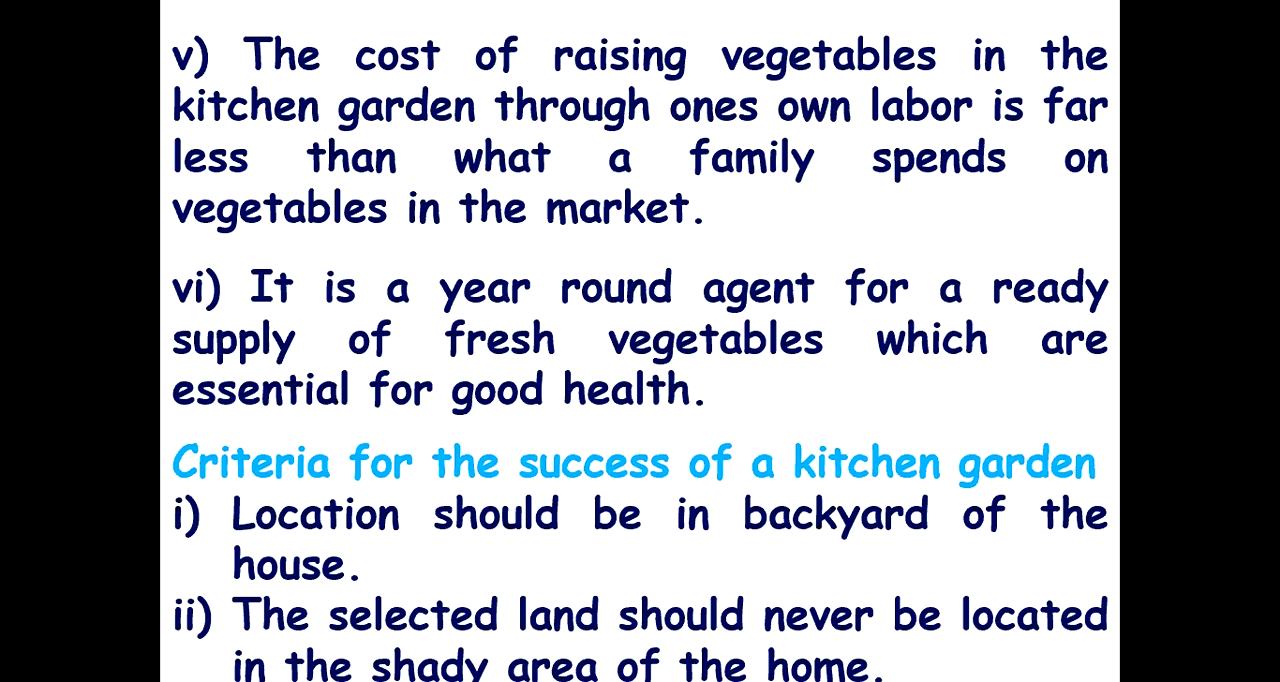 v) The cost of raising vegetables in the
kitchen garden through ones own labor is far
less than what a family spends on
vegetables in the market.
vi) It is a year round agent for a ready
supply of fresh vegetables which are
essential for good health.
Criteria for the success of a kitchen garden
i) Location should be in backyard of the
house.
ii) The selected land should never be located
in the shady area of the home.